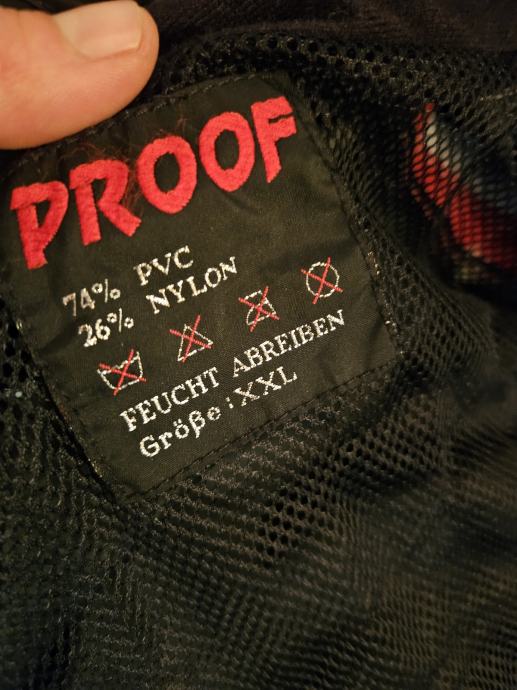 PROOF
74% PVC
26% NYLON
FEUCHT ABREIBEN
Größe: XXL